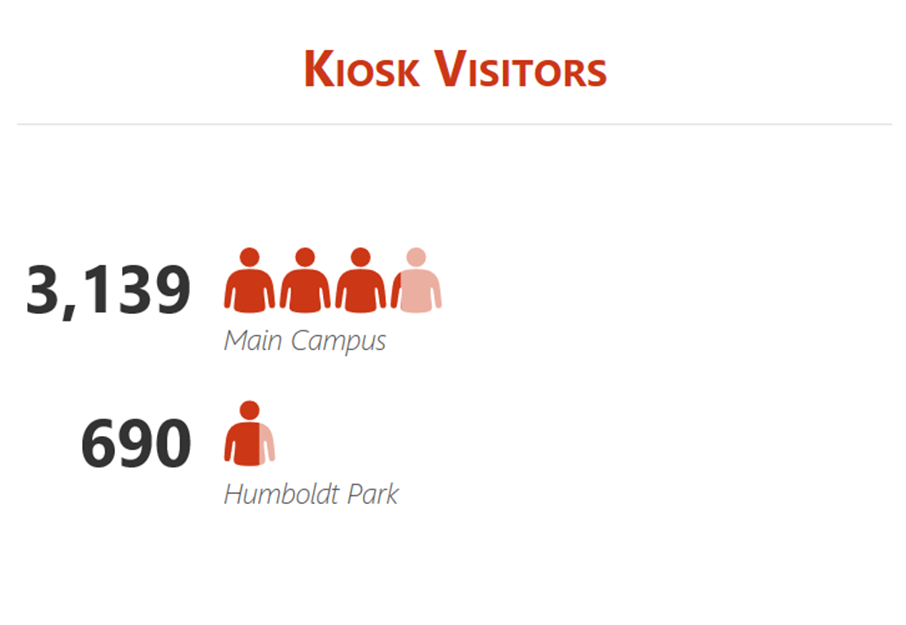 Kiosk Visitors
3,139
Main Campus
690
Humboldt Park